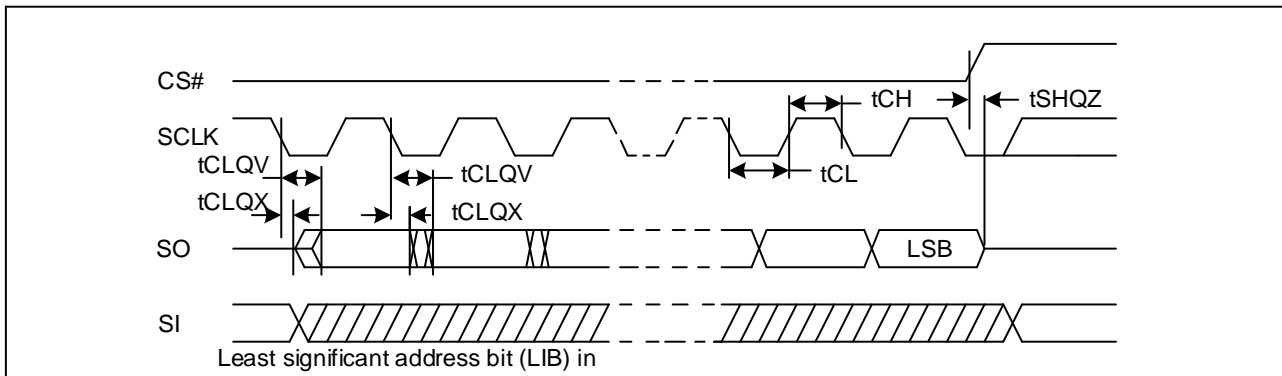 CS#
tCH
tSHQZ
SCLK
tCLQV
tCLQV
tCL
tCLQX
tCLQX
SO
LSB
SI
Least significant address bit (LIB) in